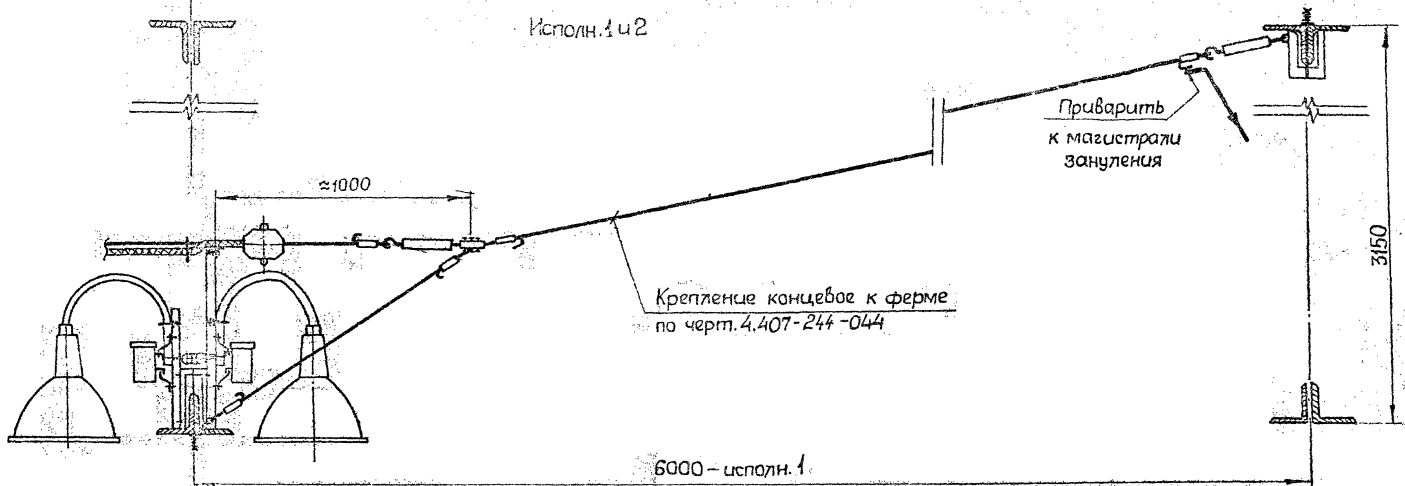 Исполн.1 и 2
Приварить
к магистрали
зануления
≈1000
3150
Крепление концевое к ферме
по черт.4.407-244-044
6000-исполн.1